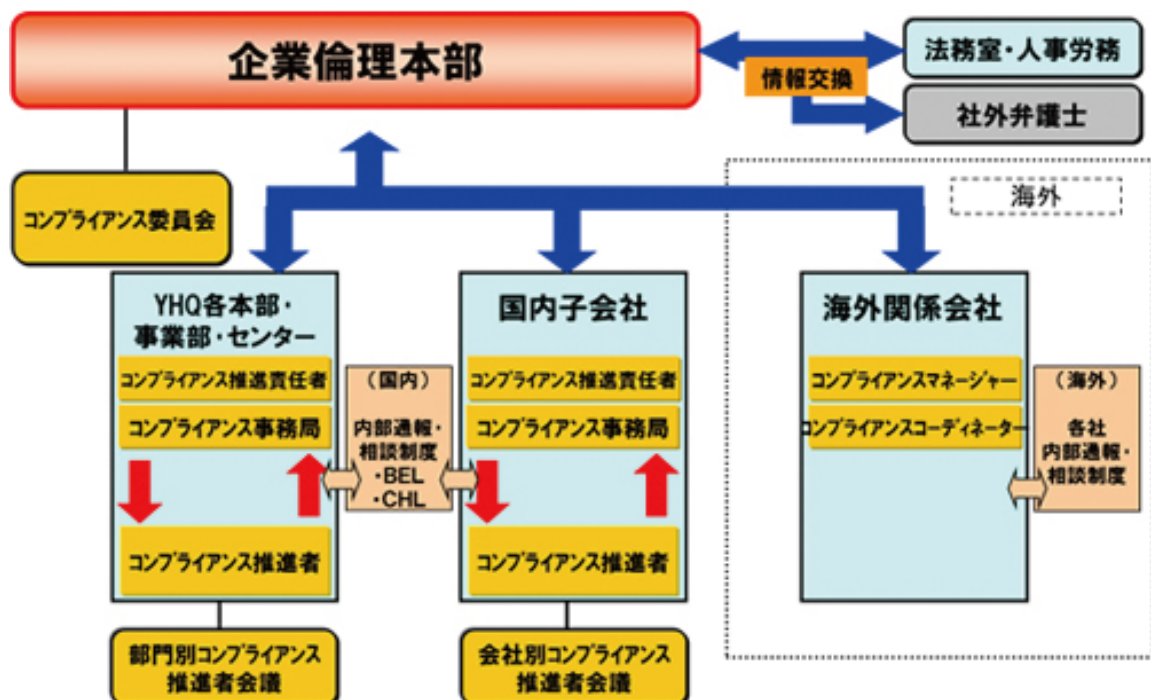 企業倫理本部
法務室・人事労務
情報交換
社外弁護士
コンプライアンス委員会
海外
YHQ各本部・
事業部・センター
コンプライアンス推進責任者
コンプライアンス事務局
コンプライアンス推進者
部門別コンプライアンス
推進者会議
（国内）
内部通報・
相談制度
・BEL
・CHL
国内子会社
コンプライアンス推進責任者
コンプライアンス事務局
コンプライアンス推進者
会社別コンプライアンス
推進者会議
海外関係会社
コンプライアンスマネージャー
コンプライアンスコーディネーター
（海外）
各社
内部通報・
相談制度